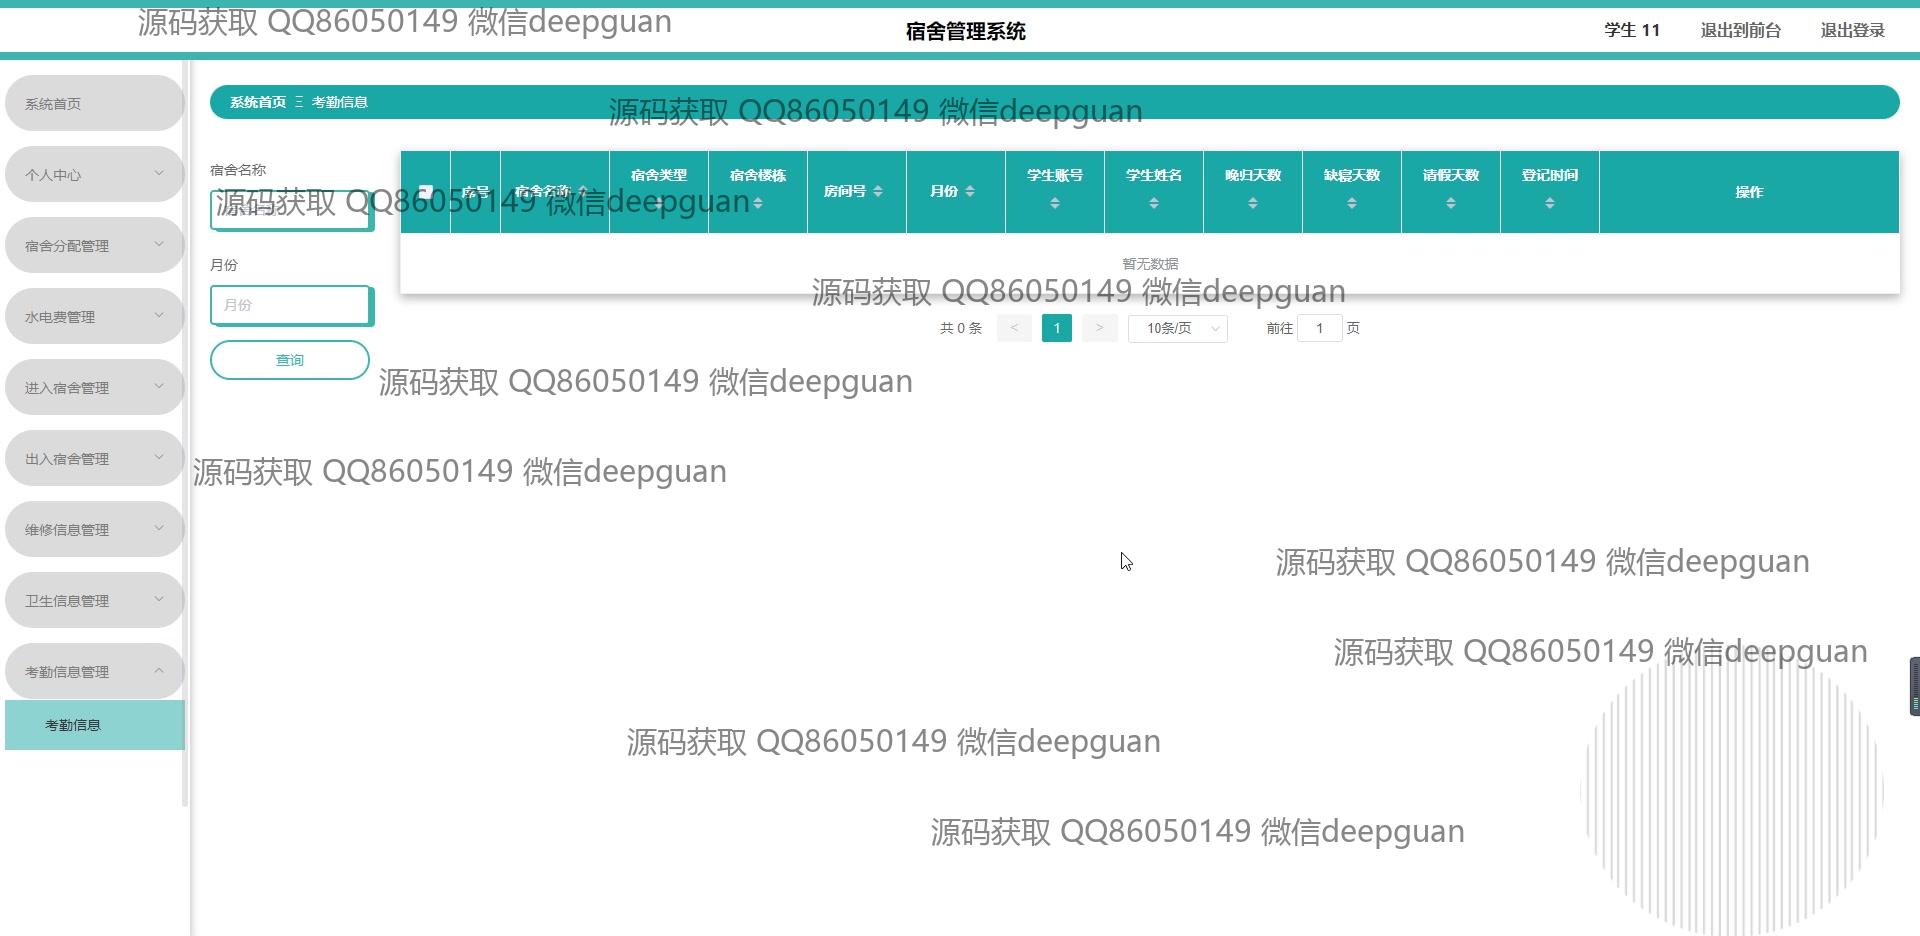 源码获取 QQ86050149 微信deepguan
宿舍管理系统
学生 11
退出到前台
退出登录
系统首页
个人中心
宿舍分配管理
水电费管理
进入宿舍管理
出入宿舍管理
维修信息管理
卫生信息管理
考勤信息管理
考勤信息
系统首页 Ξ 考勤信息
源码获取 QQ86050149 微信deepguan
宿舍名称
源码获取 QQ86050149 微信deepguan
月份
月份
查询
序号
宿舍名称
宿舍类型
宿舍楼栋
房间号
月份
学生账号
学生姓名
晚归天数
缺寝天数
请假天数
登记时间
操作
暂无数据
源码获取 QQ86050149 微信deepguan
共 0 条 < 1 > 10条/页 前往 1 页
源码获取 QQ86050149 微信deepguan
源码获取 QQ86050149 微信deepguan
源码获取 QQ86050149 微信deepguan
源码获取 QQ86050149 微信deepguan
源码获取 QQ86050149 微信deepguan
源码获取 QQ86050149 微信deepguan